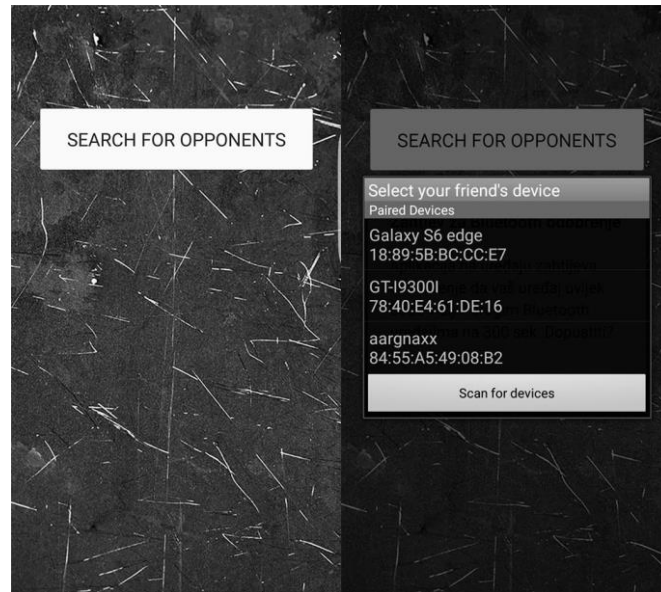 SEARCH FOR OPPONENTS
SEARCH FOR OPPONENTS
Select your friend's device
Paired Devices
Galaxy S6 edge
18:89:5B:BC:CC:E7
GT-I9300I
78:40:E4:61:DE:16
aargnaxx
84:55:A5:49:08:B2
Scan for devices